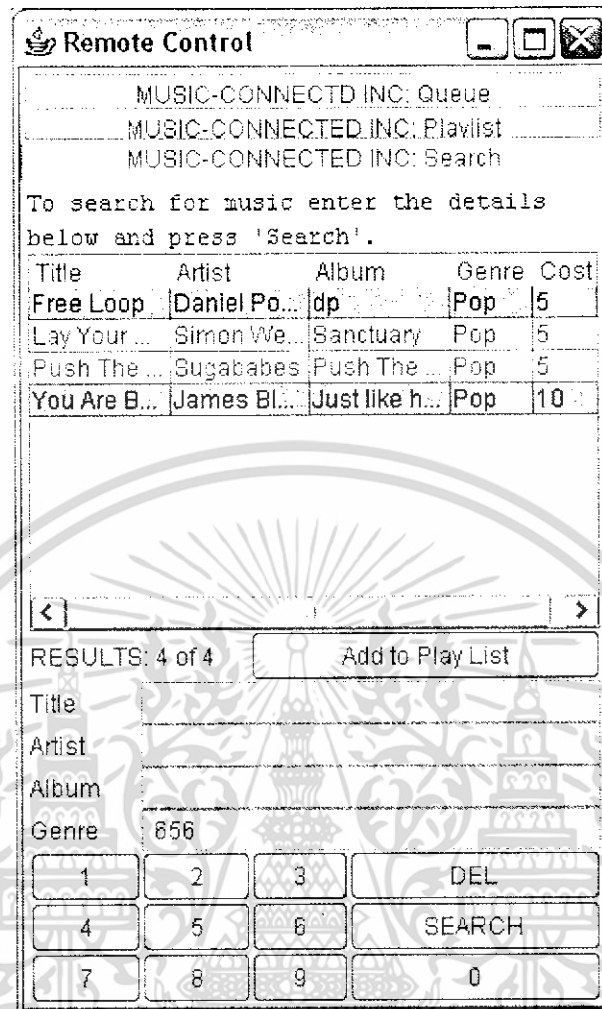 Remote Control
MUSIC-CONNECTD INC: Queue
MUSIC-CONNECTED INC: Playlist
MUSIC-CONNECTED INC: Search
To search for music enter the details
below and press 'Search'.
Title Artist Album Genre Cost
Free Loop Daniel Po... dp Pop 5
Lay Your ... Simon We... Sanctuary Pop 5
Push The ... Sugababes Push The ... Pop 5
You Are B... James Bl... Just like h... Pop 10
RESULTS: 4 of 4 Add to Play List
Title
Artist
Album
Genre 656
1 2 3 DEL
4 5 6 SEARCH
7 8 9 0